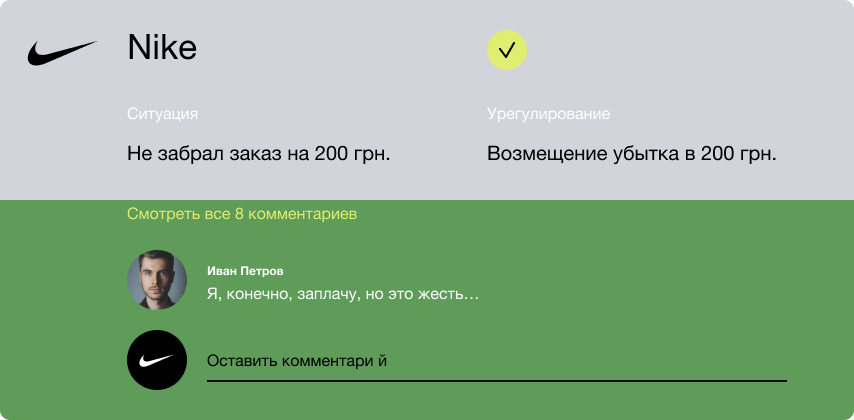 Nike
Ситуация
Урегулирование
Не забрал заказ на 200 грн.
Возмещение убытка в 200 грн.
Смотреть все 8 комментариев
Иван Петров
Я, конечно, заплачу, но это жесть...
Оставить комментари й